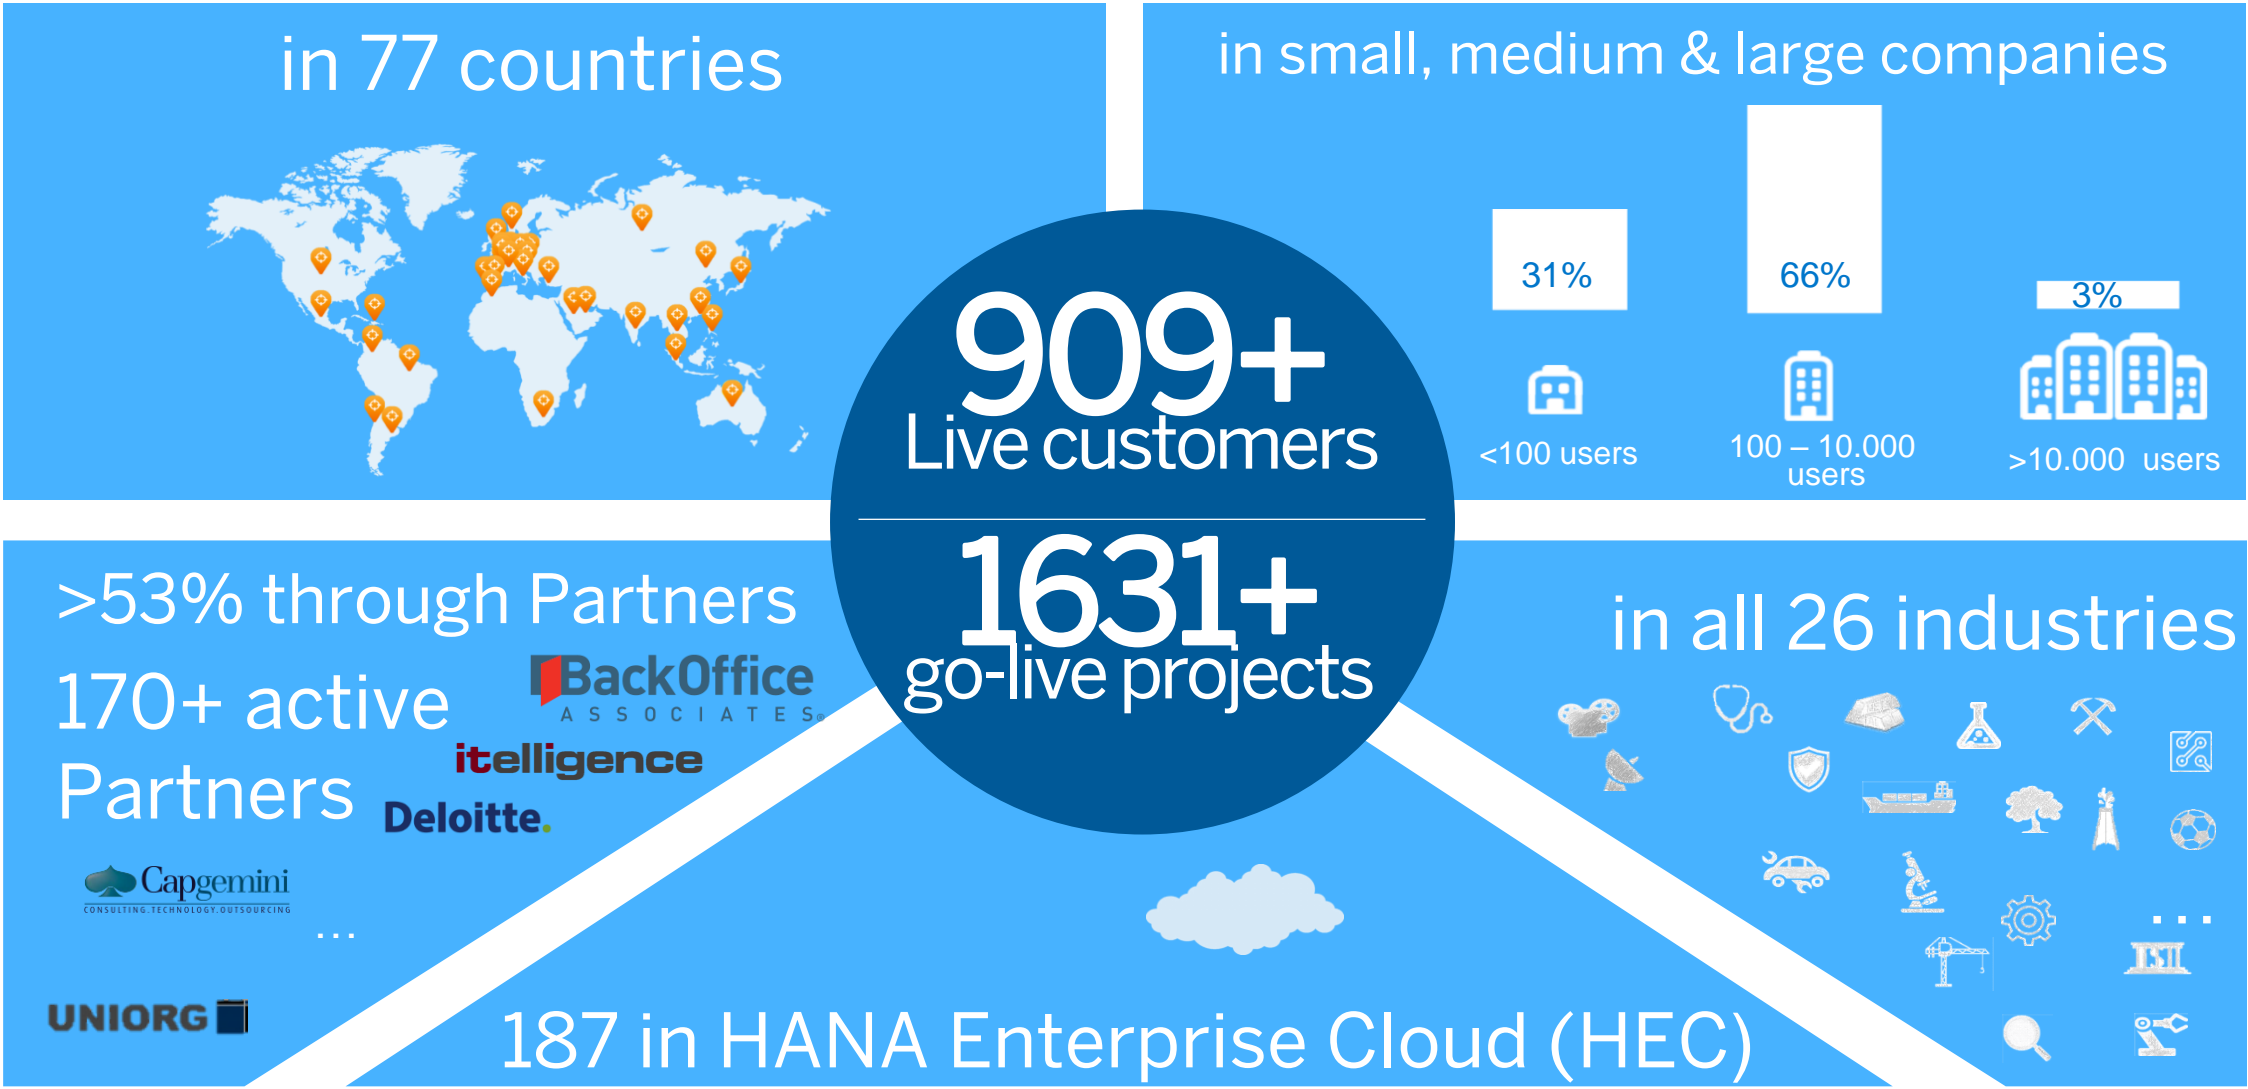 in 77 countries
in small, medium & large companies
31%
66%
3%
<100 users
100 – 10.000
users
>10.000 users
909+
Live customers
1631+
go-live projects
>53% through Partners
170+ active
Partners
BackOffice
ASSOCIATES®
itelligence
Deloitte.
Capgemini
CONSULTING.TECHNOLOGY.OUTSOURCING
...
UNIORG
in all 26 industries
...
187 in HANA Enterprise Cloud (HEC)